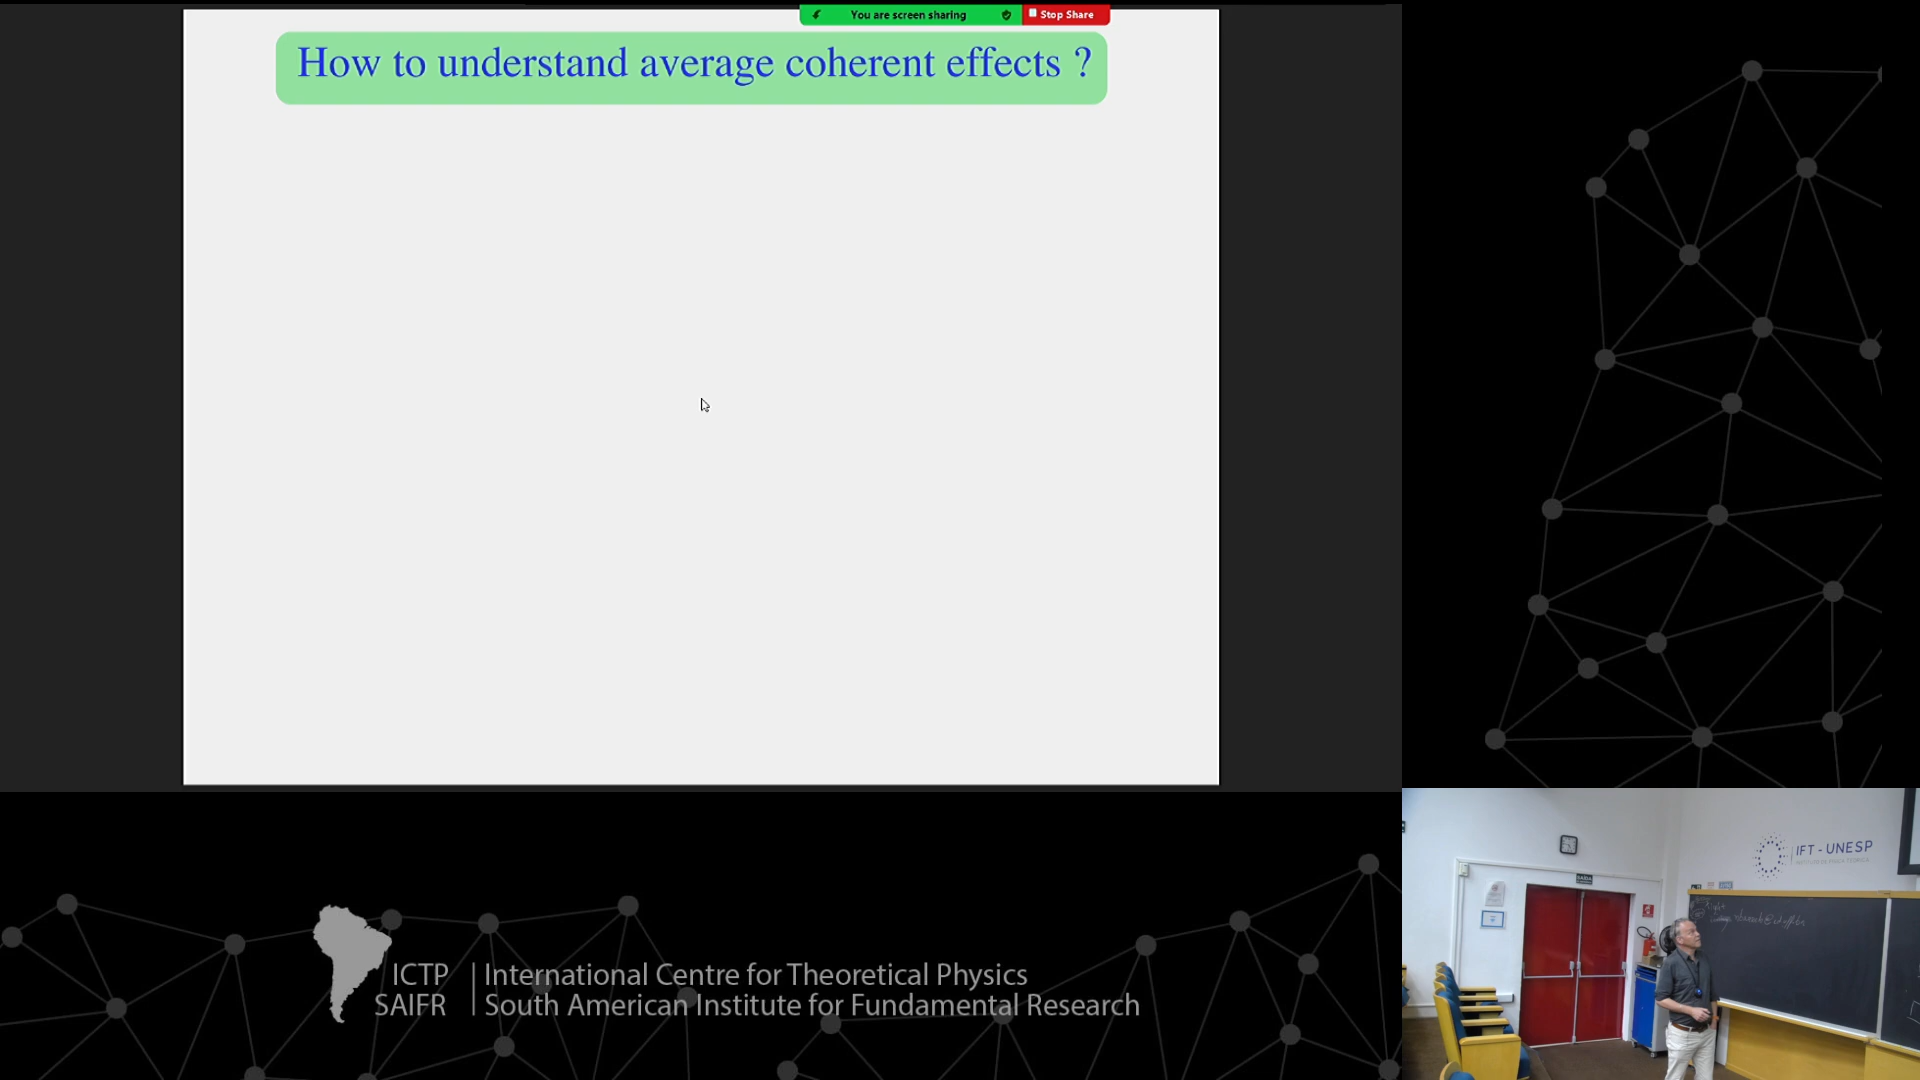 You are screen sharing
Stop Share
How to understand average coherent effects ?
ICTP
SAIFR
International Centre for Theoretical Physics
South American Institute for Fundamental Research
IFT - UNESP